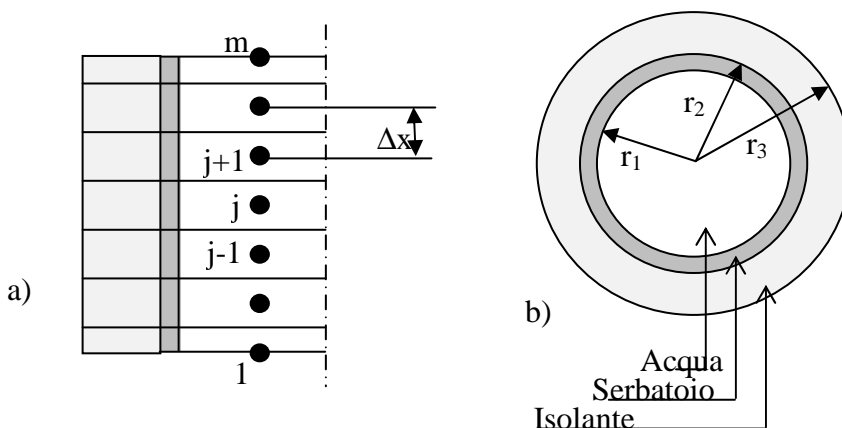 m
Δx
j+1
j
j-1
a)
1
r2
r1
r3
b)
Acqua
Serbatoio
Isolante